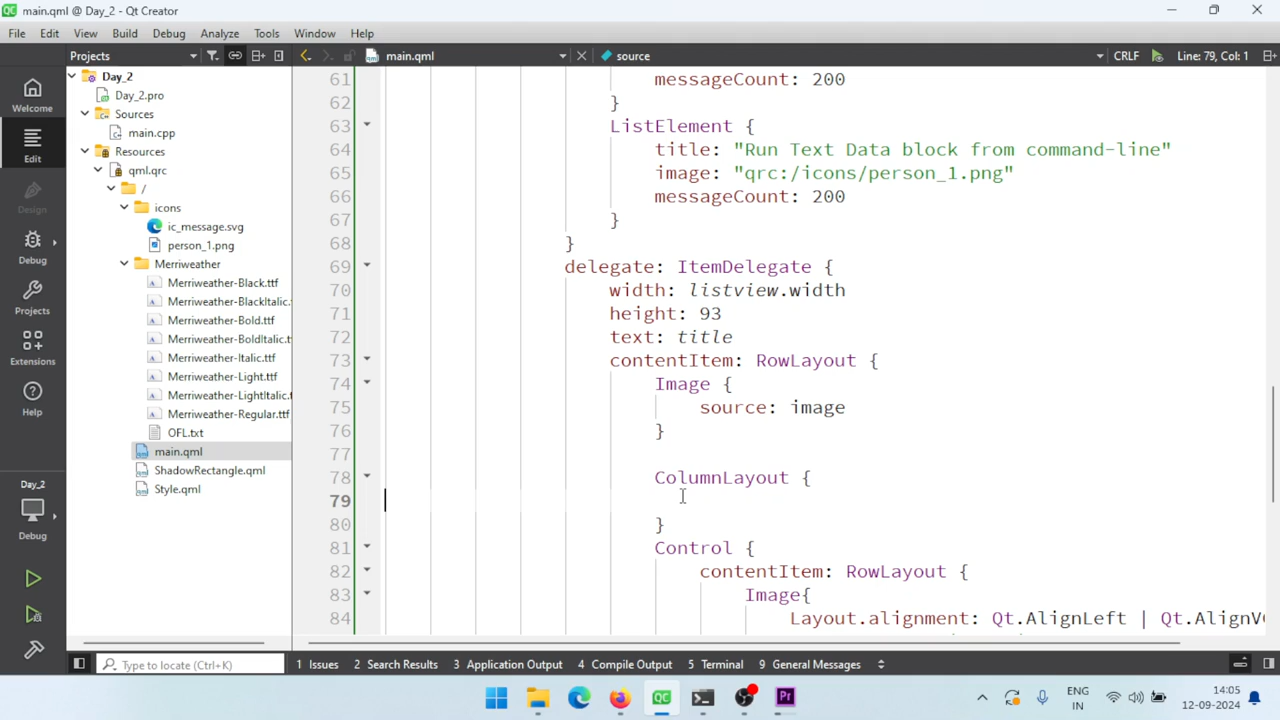 main.qml @ Day_2 - Qt Creator
File Edit View Build Debug Analyze Tools Window Help
Projects main.qml source CRLF Line: 79, Col: 1
Welcome
Edit
Design
Debug
Projects
Extensions
Help
Day_2
Debug
Day_2
Day_2.pro
Sources
main.cpp
Resources
qml.qrc
/
icons
ic_message.svg
person_1.png
Merriweather
Merriweather-Black.ttf
Merriweather-BlackItalic.
Merriweather-Bold.ttf
Merriweather-BoldItalic.t
Merriweather-Italic.ttf
Merriweather-Light.ttf
Merriweather-LightItalic.
Merriweather-Regular.ttf
OFL.txt
main.qml
ShadowRectangle.qml
Style.qml
61 messageCount: 200
62 }
63 ListElement {
64 title: "Run Text Data block from command-line"
65 image: "qrc:/icons/person_1.png"
66 messageCount: 200
67 }
68 }
69 delegate: ItemDelegate {
70 width: listview.width
71 height: 93
72 text: title
73 contentItem: RowLayout {
74 Image {
75 source: image
76 }
77
78 ColumnLayout {
79
80 }
81 Control {
82 contentItem: RowLayout {
83 Image{
84 Layout.alignment: Qt.AlignLeft | Qt.AlignV
Type to locate (Ctrl+K) 1 Issues 2 Search Results 3 Application Output 4 Compile Output 5 Terminal 9 General Messages
QC Pr
ENG
IN
14:05
12-09-2024